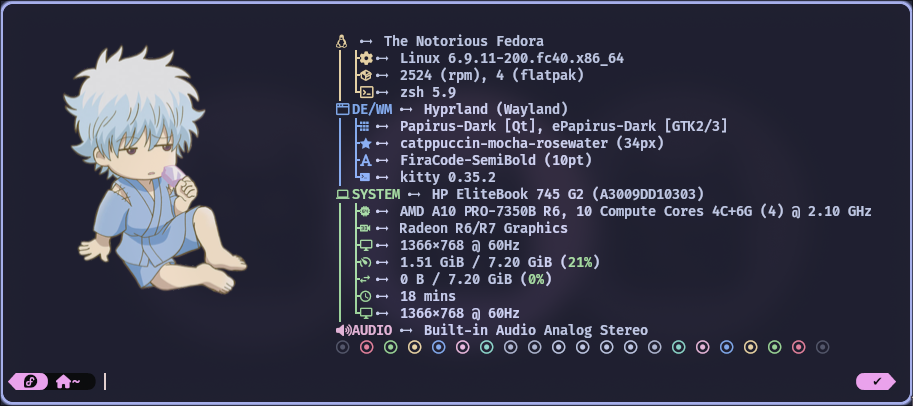 The Notorious Fedora
Linux 6.9.11-200.fc40.x86_64
2524 (rpm), 4 (flatpak)
zsh 5.9
DE/WM Hyprland (Wayland)
Papirus-Dark [Qt], ePapirus-Dark [GTK2/3]
catppuccin-mocha-rosewater (34px)
FiraCode-SemiBold (10pt)
kitty 0.35.2
SYSTEM HP EliteBook 745 G2 (A3009DD10303)
AMD A10 PRO-7350B R6, 10 Compute Cores 4C+6G (4) @ 2.10 GHz
Radeon R6/R7 Graphics
1366×768 @ 60Hz
1.51 GiB / 7.20 GiB (21%)
0 B / 7.20 GiB (0%)
18 mins
1366×768 @ 60Hz
AUDIO Built-in Audio Analog Stereo
~ ✔